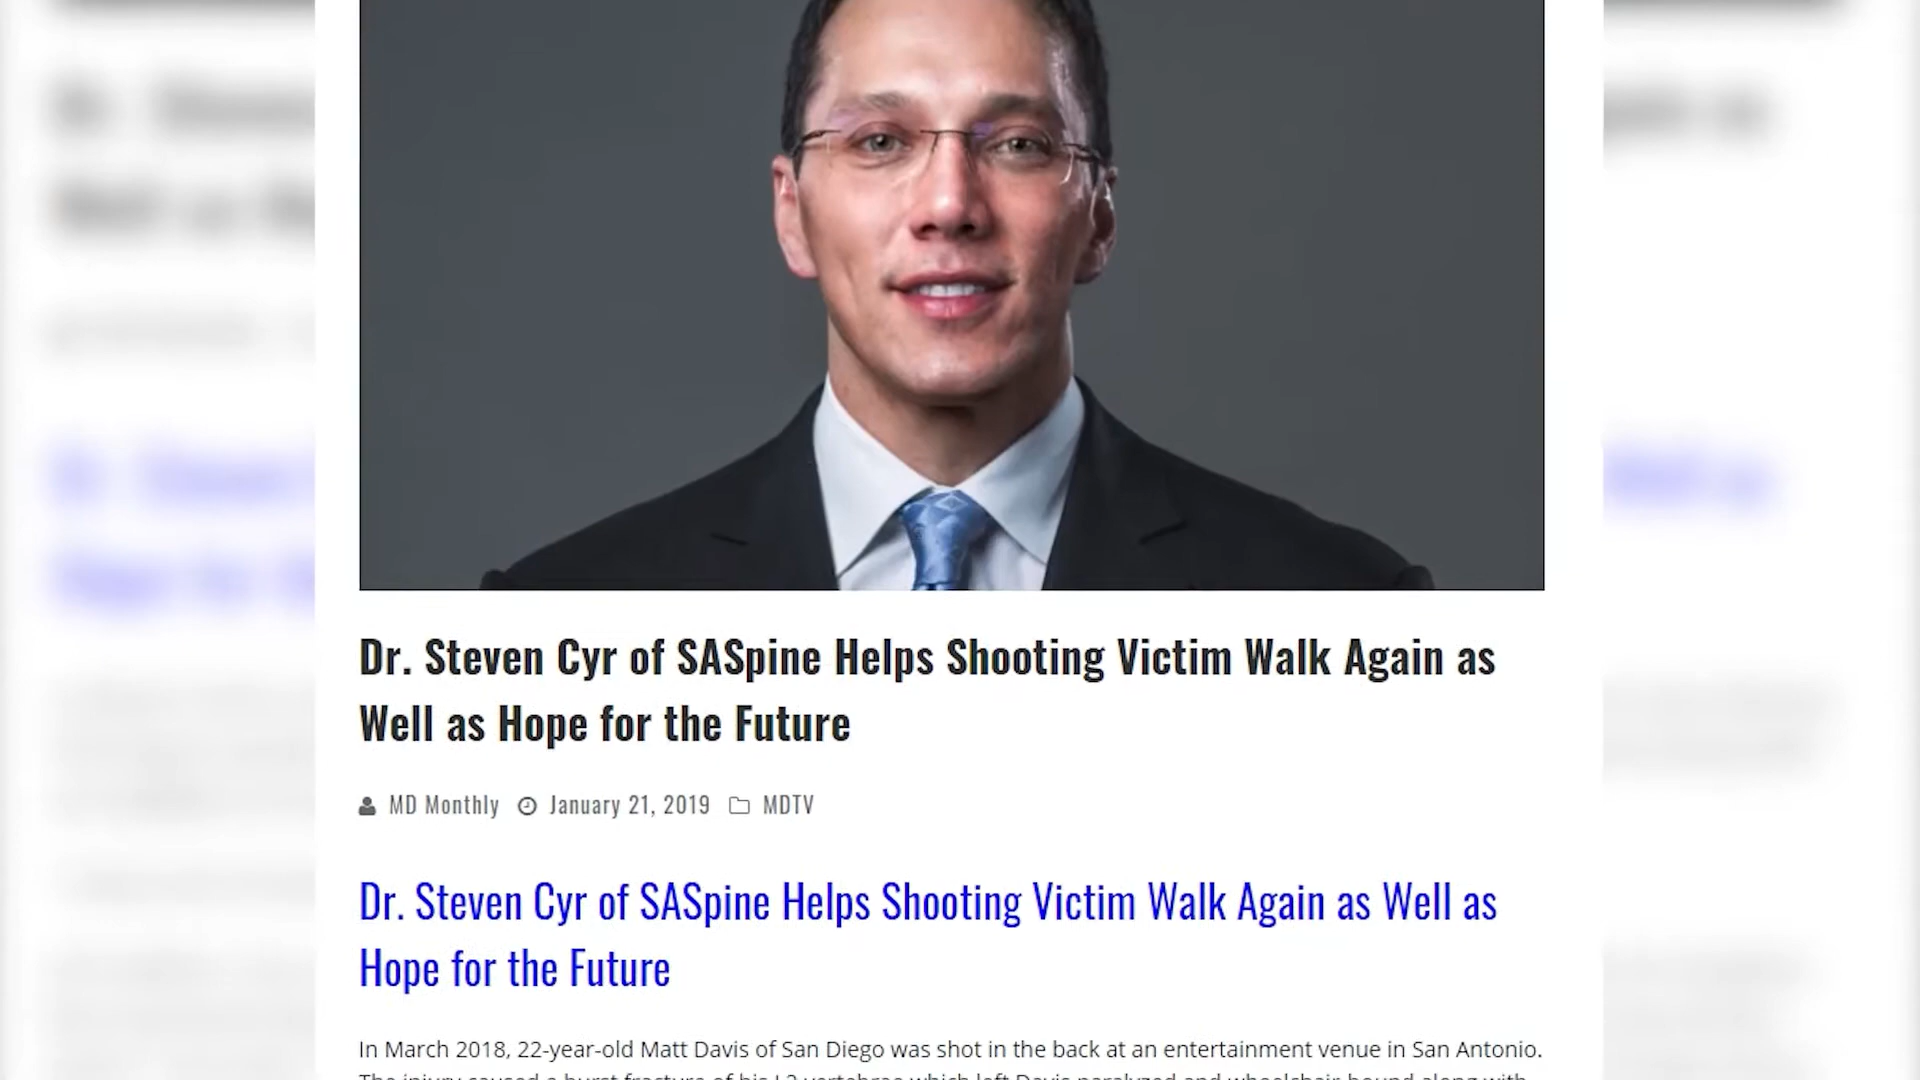 Dr. Steven Cyr of SASpine Helps Shooting Victim Walk Again as
Well as Hope for the Future
MD Monthly January 21, 2019 MDTV
Dr. Steven Cyr of SASpine Helps Shooting Victim Walk Again as Well as
Hope for the Future
In March 2018, 22-year-old Matt Davis of San Diego was shot in the back at an entertainment venue in San Antonio.
The injury caused a burst fracture of his L2 vertebrae which left Davis paralyzed and wheelchair-bound along with